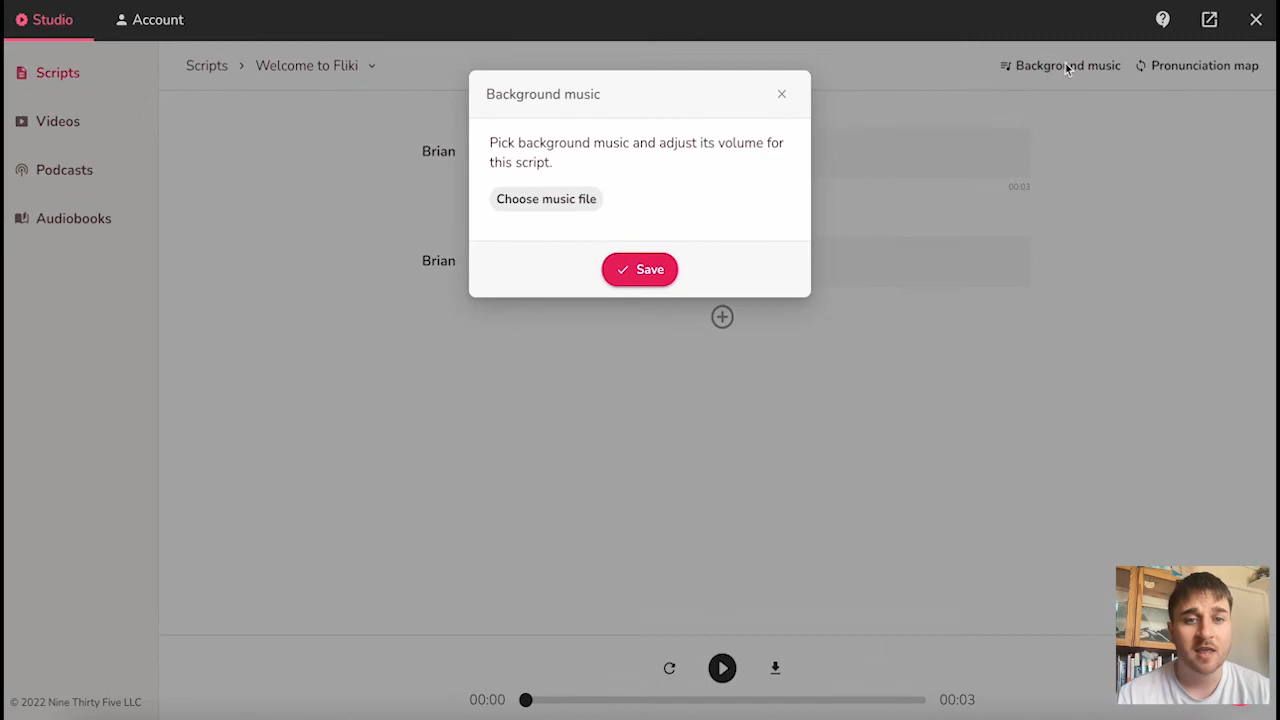 Studio
Account
Scripts
Videos
Podcasts
Audiobooks
Scripts > Welcome to Fliki
Background music
Pronunciation map
Background music
Pick background music and adjust its volume for
this script.
Choose music file
Save
Brian
00:03
Brian
00:00
00:03
© 2022 Nine Thirty Five LLC